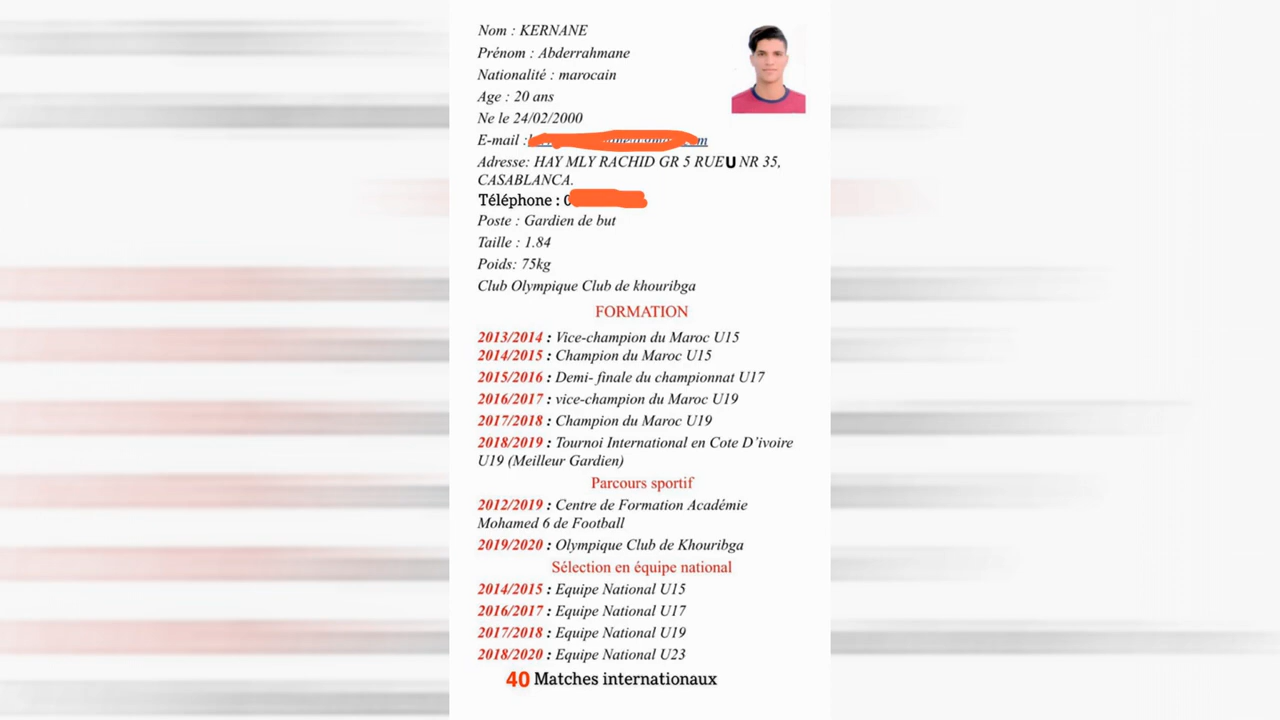 Nom : KERNANE
Prénom : Abderrahmane
Nationalité : marocain
Age : 20 ans
Ne le 24/02/2000
E-mail :
Adresse: HAY MLY RACHID GR 5 RUE U NR 35,
CASABLANCA.
Téléphone : 0
Poste : Gardien de but
Taille : 1.84
Poids: 75kg
Club Olympique Club de khouribga
FORMATION
2013/2014 : Vice-champion du Maroc U15
2014/2015 : Champion du Maroc U15
2015/2016 : Demi- finale du championnat U17
2016/2017 : vice-champion du Maroc U19
2017/2018 : Champion du Maroc U19
2018/2019 : Tournoi International en Cote D’ivoire
U19 (Meilleur Gardien)
Parcours sportif
2012/2019 : Centre de Formation Académie
Mohamed 6 de Football
2019/2020 : Olympique Club de Khouribga
Sélection en équipe national
2014/2015 : Equipe National U15
2016/2017 : Equipe National U17
2017/2018 : Equipe National U19
2018/2020 : Equipe National U23
40 Matches internationaux